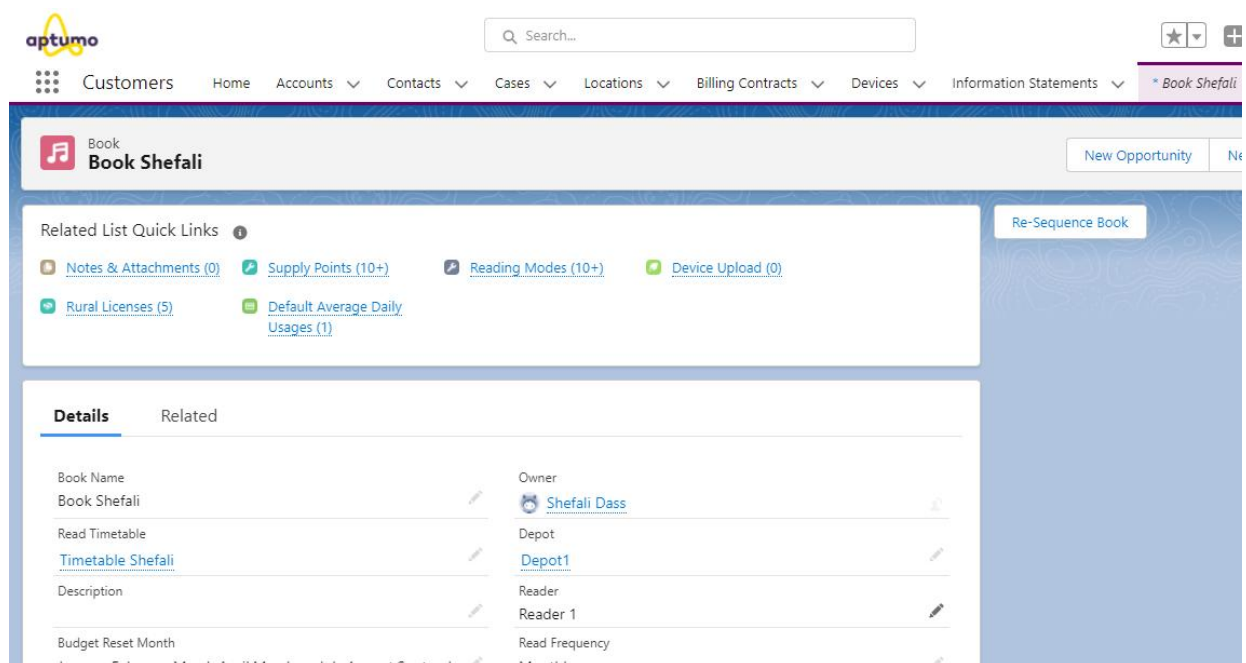 aptumo
Search...
Customers Home Accounts Contacts Cases Locations Billing Contracts Devices Information Statements * Book Shefali
Book
Book Shefali
New Opportunity Ne
Related List Quick Links
Re-Sequence Book
Notes & Attachments (0) Supply Points (10+) Reading Modes (10+) Device Upload (0)
Rural Licenses (5) Default Average Daily
Usages (1)
Details Related
Book Name Owner
Book Shefali Shefali Dass
Read Timetable Depot
Timetable Shefali Depot1
Description Reader
Reader 1
Budget Reset Month Read Frequency